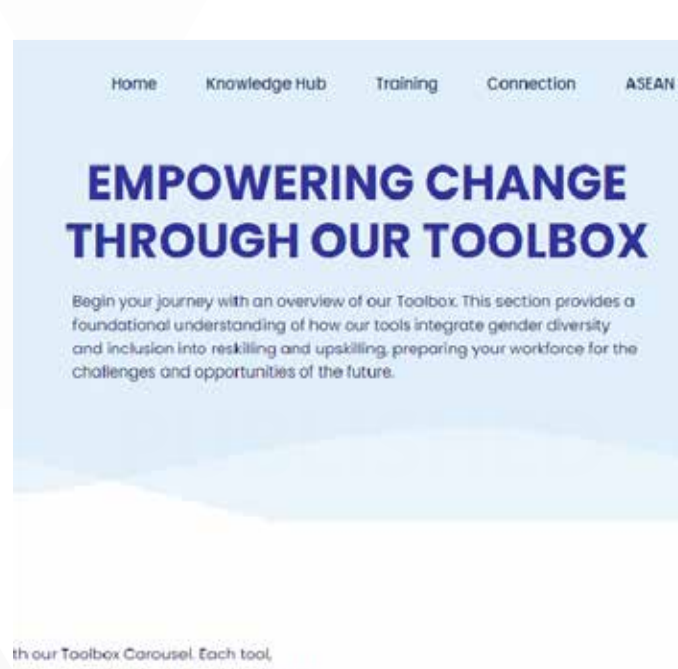 Home Knowledge Hub Training Connection ASEAN
EMPOWERING CHANGE
THROUGH OUR TOOLBOX
Begin your journey with an overview of our Toolbox. This section provides a
foundational understanding of how our tools integrate gender diversity
and inclusion into reskilling and upskilling, preparing your workforce for the
challenges and opportunities of the future.
th our Toolbox Carousel. Each tool,